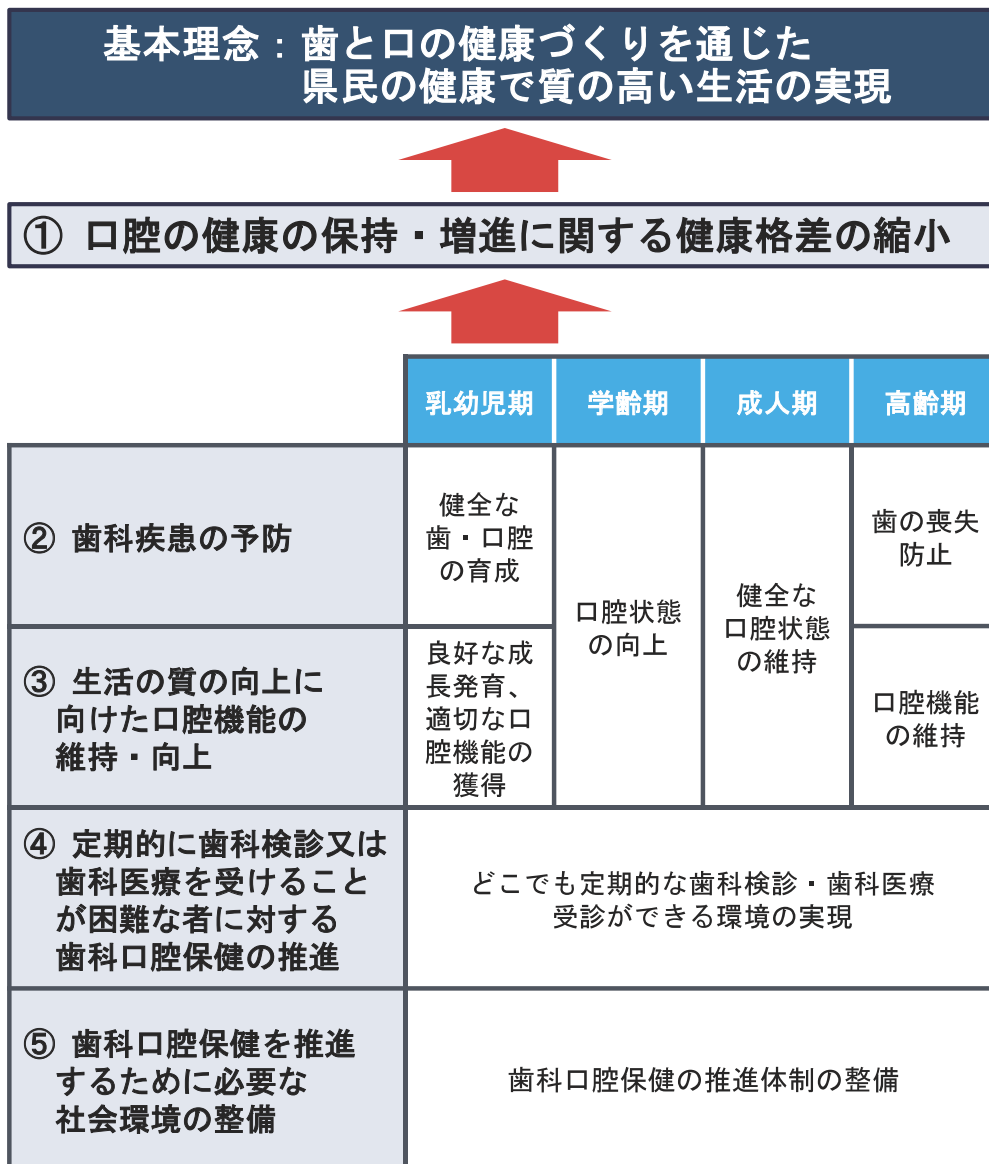 基本理念：歯と口の健康づくりを通じた
県民の健康で質の高い生活の実現
① 口腔の健康の保持・増進に関する健康格差の縮小
乳幼児期
学齢期
成人期
高齢期
② 歯科疾患の予防
健全な
歯・口腔
の育成
口腔状態
の向上
健全な
口腔状態
の維持
歯の喪失
防止
③ 生活の質の向上に
向けた口腔機能の
維持・向上
良好な成
長発育、
適切な口
腔機能の
獲得
口腔機能
の維持
④ 定期的に歯科検診又は
歯科医療を受けること
が困難な者に対する
歯科口腔保健の推進
どこでも定期的な歯科検診・歯科医療
受診ができる環境の実現
⑤ 歯科口腔保健を推進
するために必要な
社会環境の整備
歯科口腔保健の推進体制の整備